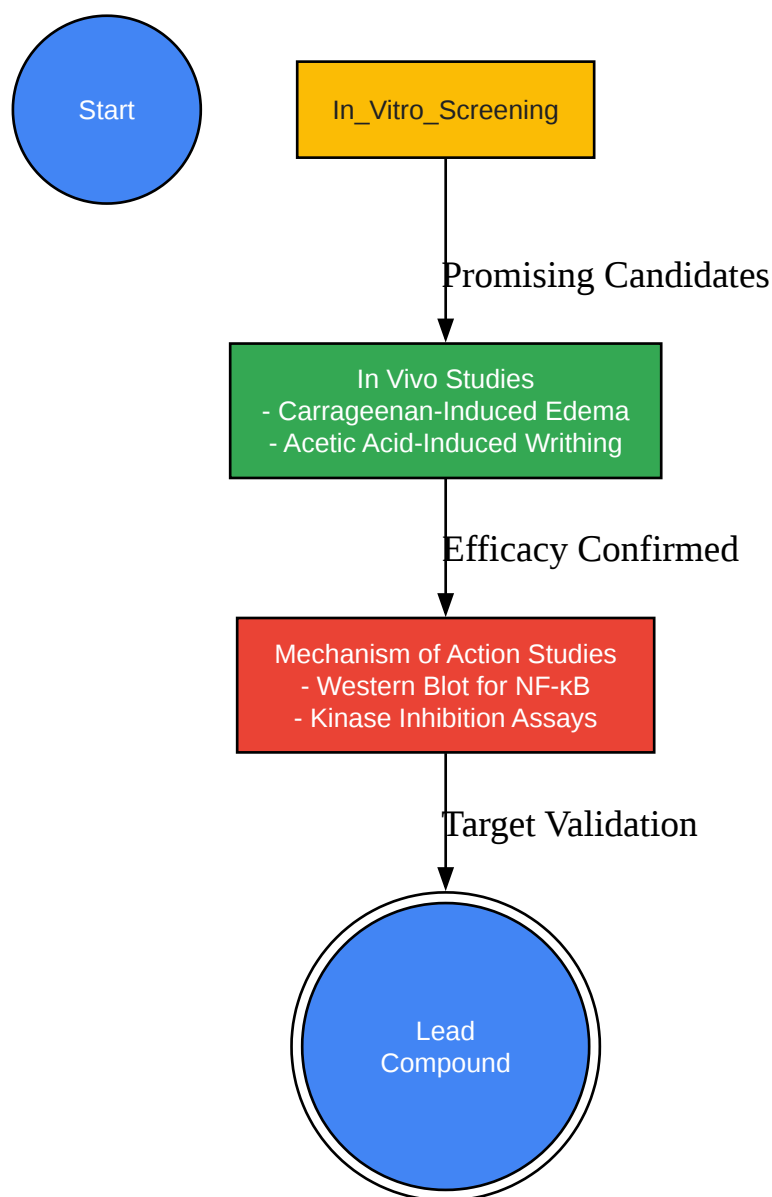 Start
In_Vitro_Screening
Promising Candidates
In Vivo Studies
- Carrageenan-Induced Edema
- Acetic Acid-Induced Writhing
Efficacy Confirmed
Mechanism of Action Studies
- Western Blot for NF-κB
- Kinase Inhibition Assays
Target Validation
Lead
Compound